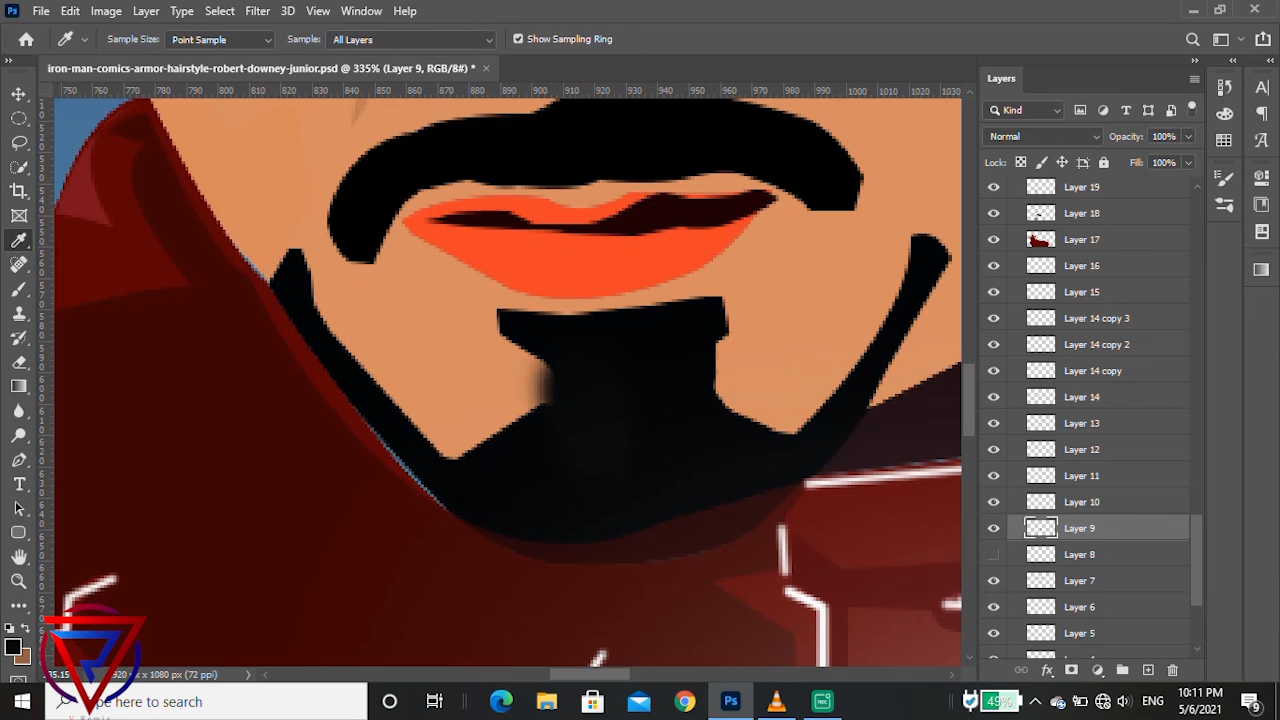 File Edit Image Layer Type Select Filter 3D View Window Help
Sample Size: Point Sample Sample: All Layers Show Sampling Ring
iron-man-comics-armor-hairstyle-robert-downey-junior.psd @ 335% (Layer 9, RGB/8#) *
750 760 770 780 790 800 810 820 830 840 850 860 870 880 890 900 910 920 930 940 950 960 970 980 990 1000 1010 1020 1030
Layers
Kind
Normal Opacity: 100%
Lock: Fill: 100%
Layer 19
Layer 18
Layer 17
Layer 16
Layer 15
Layer 14 copy 3
Layer 14 copy 2
Layer 14 copy
Layer 14
Layer 13
Layer 12
Layer 11
Layer 10
Layer 9
Layer 8
Layer 7
Layer 6
Layer 5
px x 1080 px (72 ppi)
here to search
49%
ENG
10:11 PM
5/6/2021
9